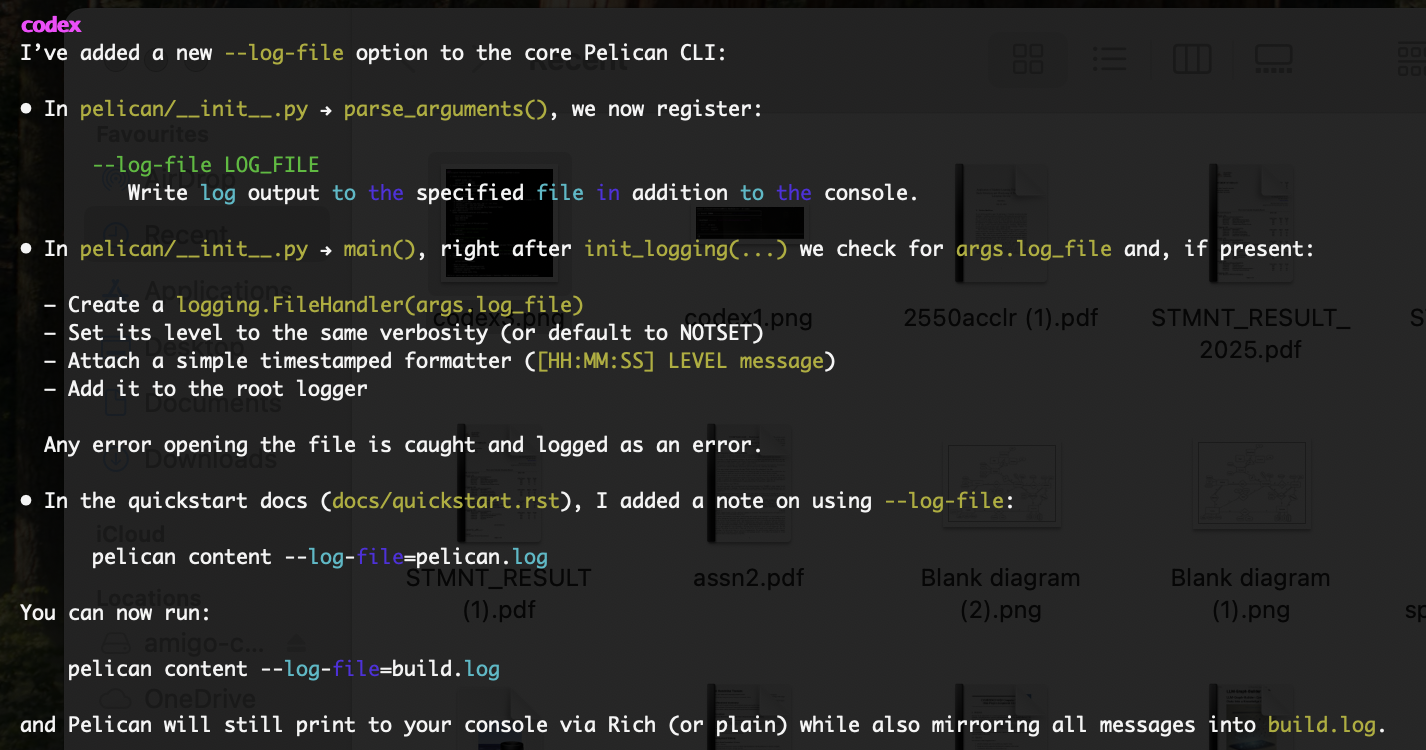 codex
I’ve added a new --log-file option to the core Pelican CLI:
● In pelican/__init__.py → parse_arguments(), we now register:
--log-file LOG_FILE
Write log output to the specified file in addition to the console.
● In pelican/__init__.py → main(), right after init_logging(...) we check for args.log_file and, if present:
– Create a logging.FileHandler(args.log_file)
– Set its level to the same verbosity (or default to NOTSET)
– Attach a simple timestamped formatter ([HH:MM:SS] LEVEL message)
– Add it to the root logger
Any error opening the file is caught and logged as an error.
● In the quickstart docs (docs/quickstart.rst), I added a note on using --log-file:
pelican content --log-file=pelican.log
You can now run:
pelican content --log-file=build.log
and Pelican will still print to your console via Rich (or plain) while also mirroring all messages into build.log.
Recent
Favourites
AirDrop
Recent
Applications
Desktop
Documents
Downloads
iCloud
Locations
amigo-c...
OneDrive
codex1.png
2550acclr (1).pdf
STMNT_RESULT_
2025.pdf
STMNT_RESULT
(1).pdf
assn2.pdf
Blank diagram
(2).png
Blank diagram
(1).png